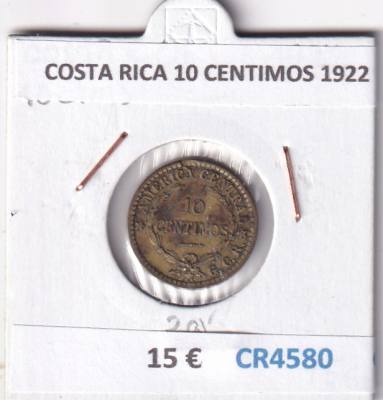 COSTA RICA 10 CENTIMOS 1922
AMERICA CENTRAL
10
CENTIMOS
G.C.R.
15 € CR4580